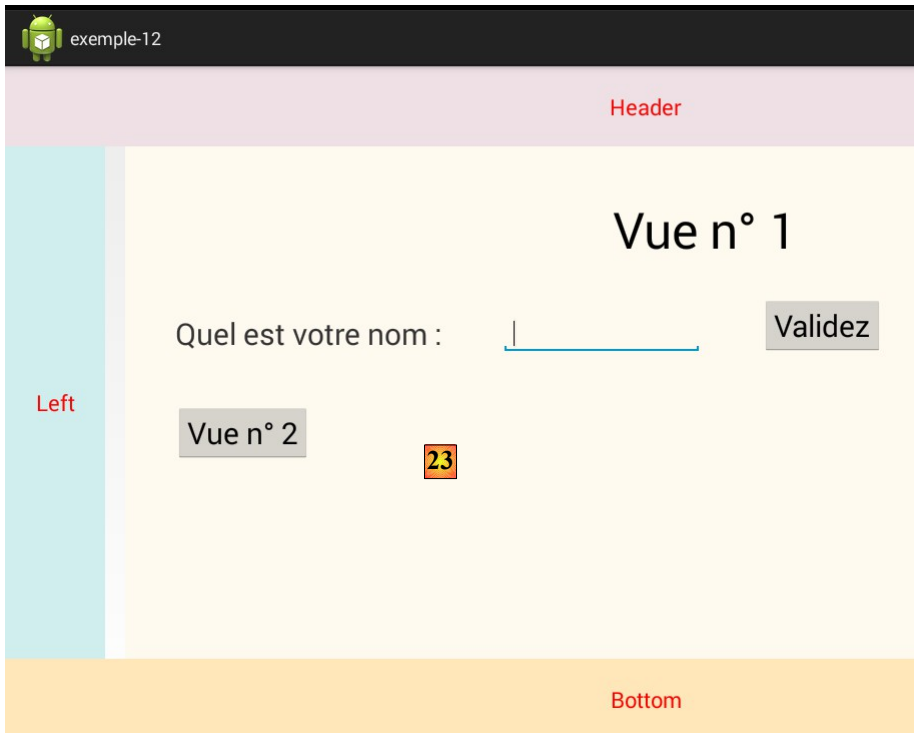 exemple-12
Header
Vue n° 1
Quel est votre nom :
Validez
Left
Vue n° 2
23
Bottom